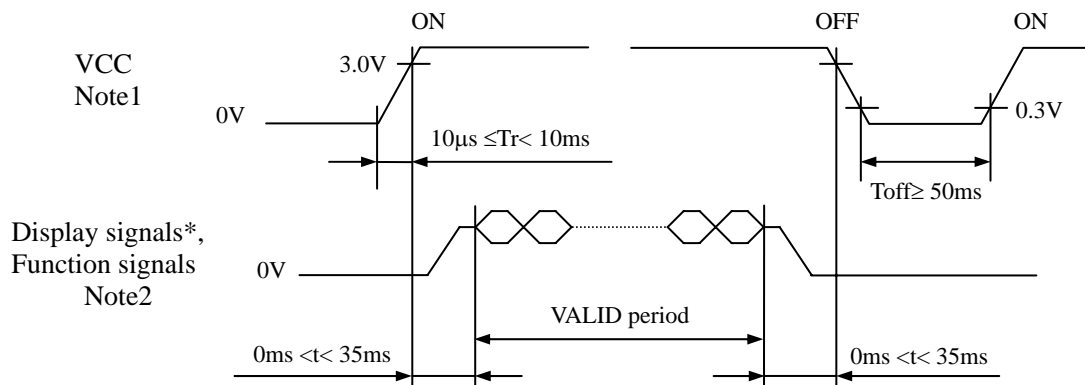 ON
OFF
ON
VCC
Note1
3.0V
0V
0.3V
10μs ≤Tr< 10ms
Toff≥ 50ms
Display signals*,
Function signals
Note2
0V
VALID period
0ms <t< 35ms
0ms <t< 35ms